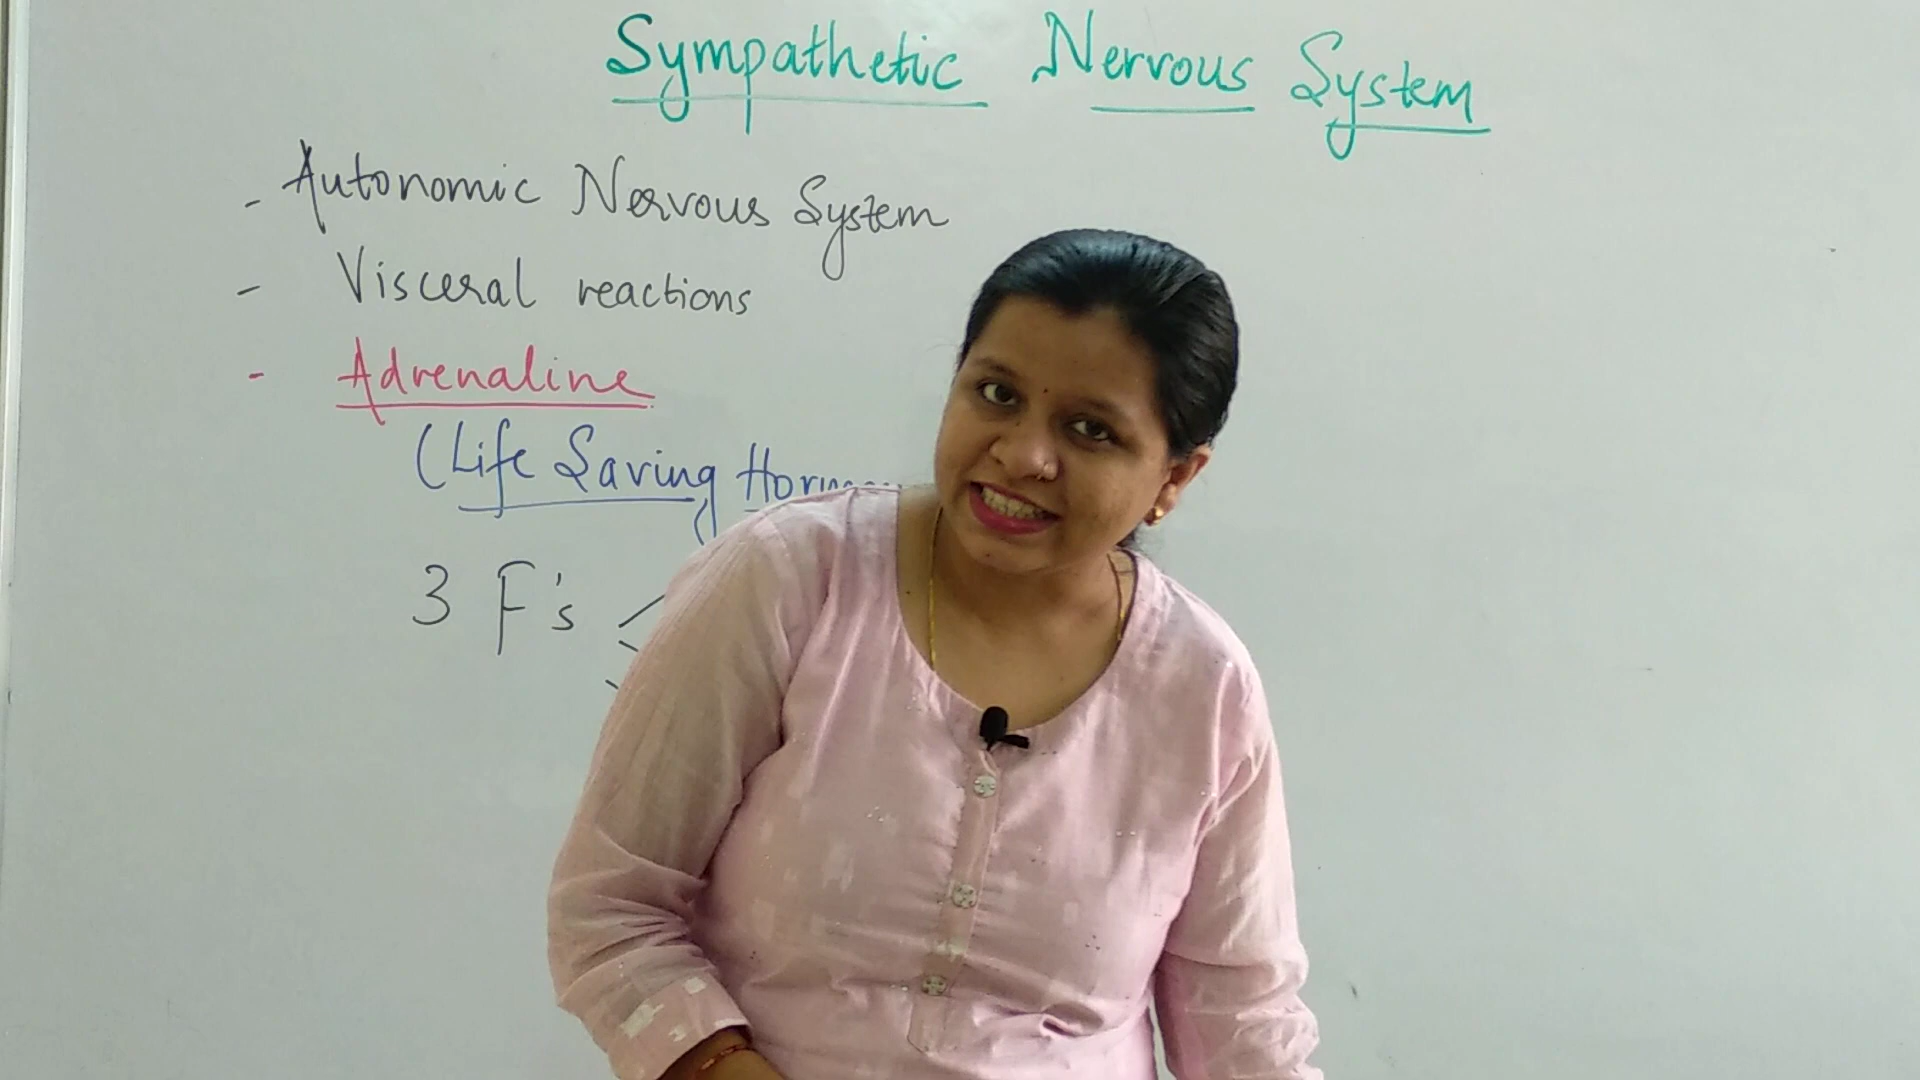 Sympathetic Nervous System
- Autonomic Nervous System
- Visceral reactions
- Adrenaline
(Life Saving
3 F's